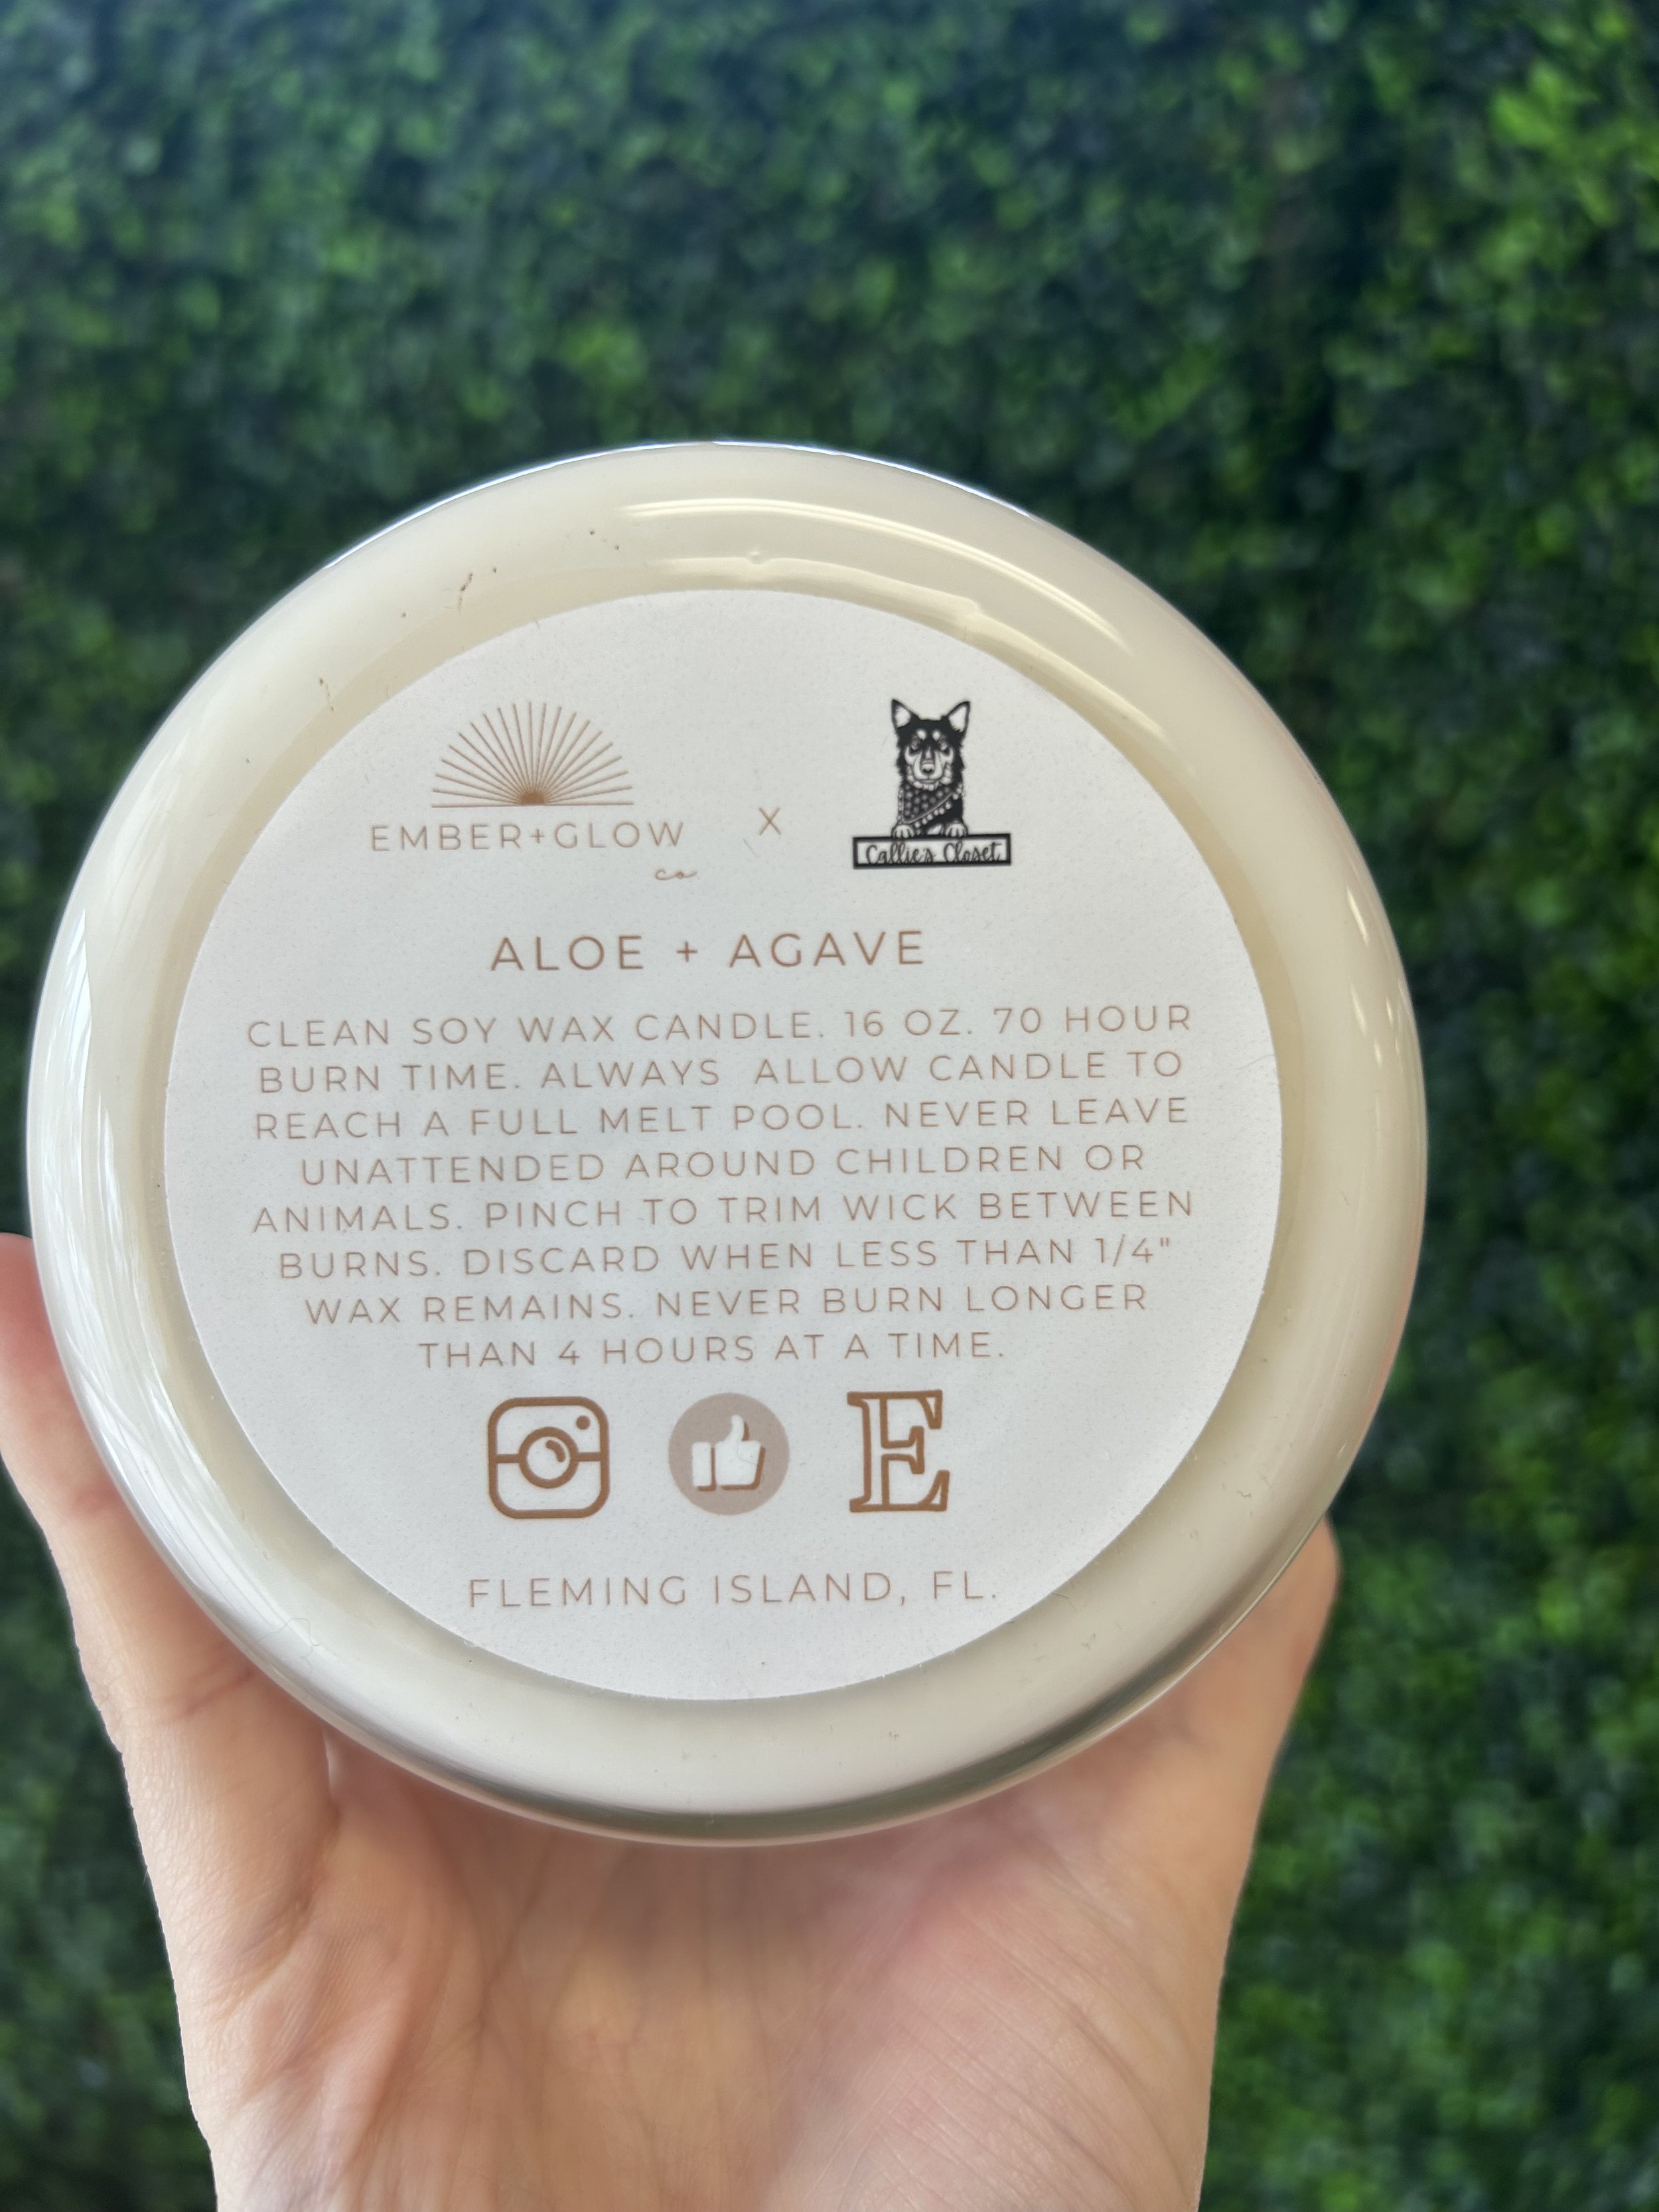 EMBER+GLOW
co
X
Callie's Closet
ALOE + AGAVE
CLEAN SOY WAX CANDLE. 16 OZ. 70 HOUR
BURN TIME. ALWAYS ALLOW CANDLE TO
REACH A FULL MELT POOL. NEVER LEAVE
UNATTENDED AROUND CHILDREN OR
ANIMALS. PINCH TO TRIM WICK BETWEEN
BURNS. DISCARD WHEN LESS THAN 1/4"
WAX REMAINS. NEVER BURN LONGER
THAN 4 HOURS AT A TIME.
E
FLEMING ISLAND, FL.